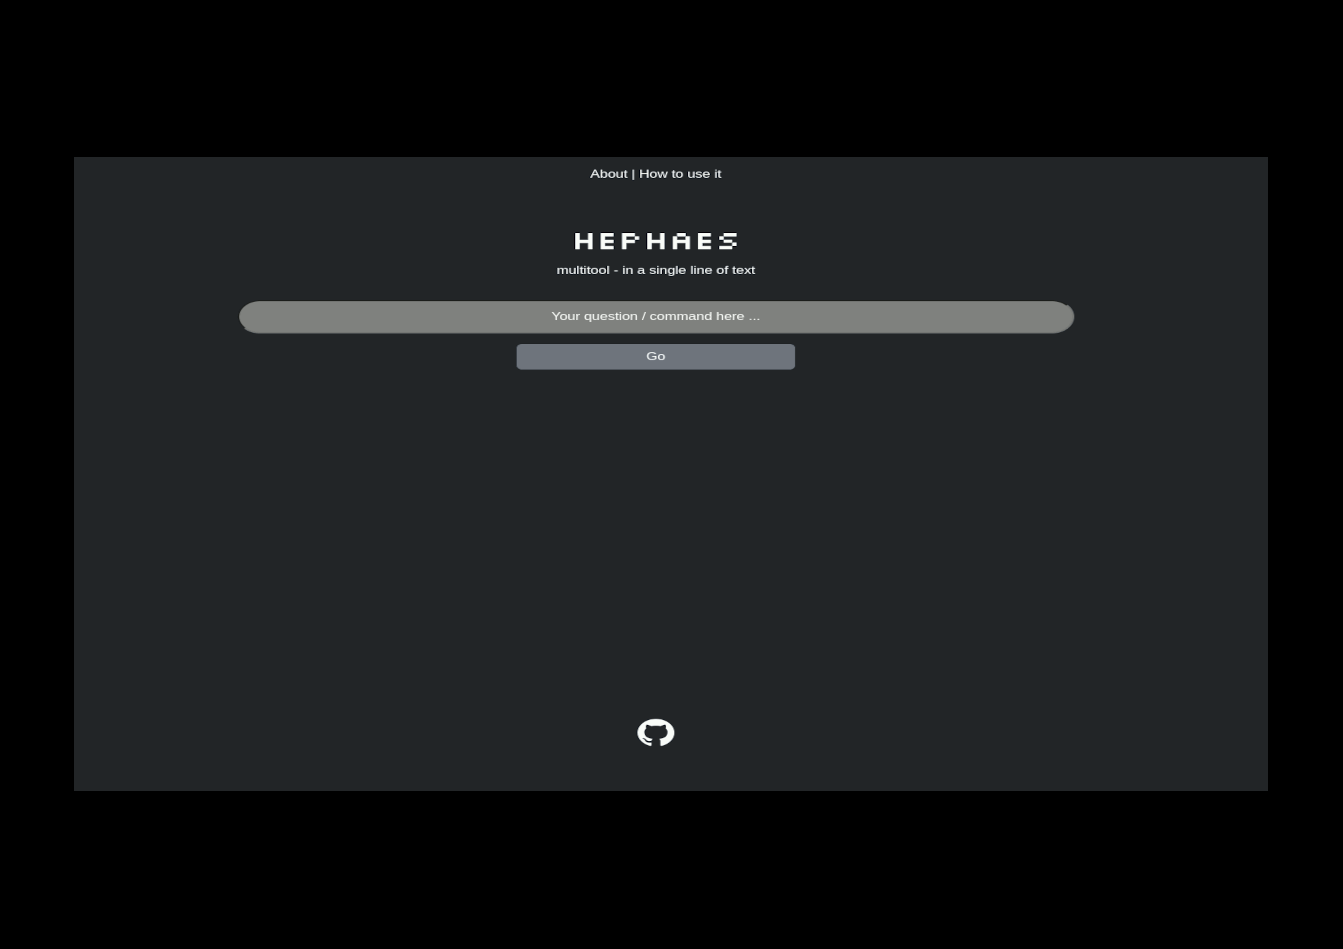 About | How to use it
HEPHAES
multitool - in a single line of text
Your question / command here ...
Go